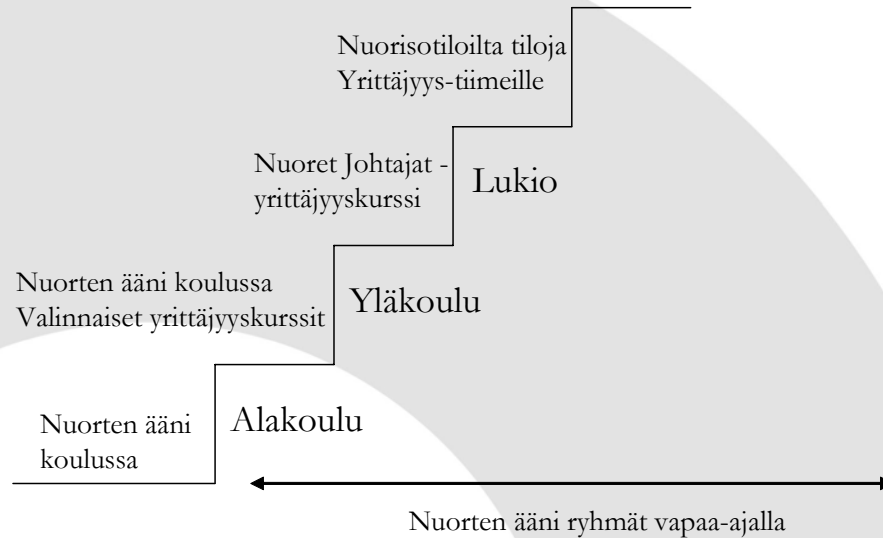 Nuorisotiloilta tiloja
Yrittäjyys-tiimeille
Nuoret Johtajat -
yrittäjyyskurssi
Lukio
Nuorten ääni koulussa
Valinnaiset yrittäjyyskurssit
Yläkoulu
Nuorten ääni
koulussa
Alakoulu
Nuorten ääni ryhmät vapaa-ajalla